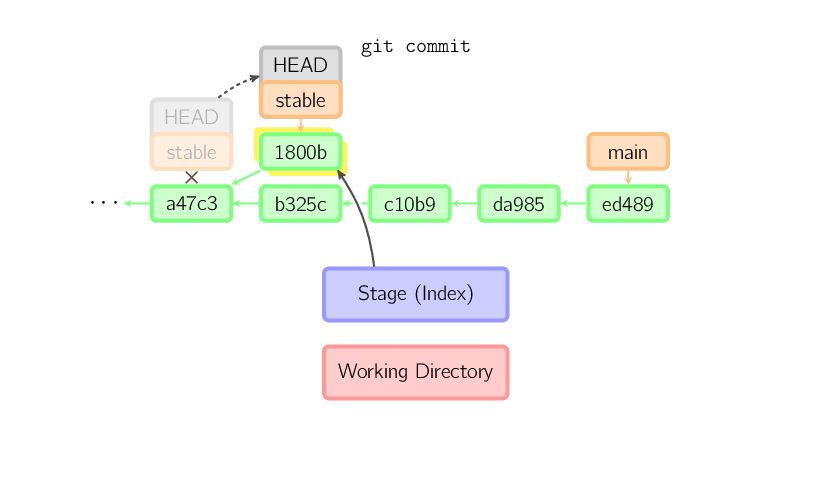 git commit
HEAD
stable
HEAD
stable
1800b
main
··· a47c3 b325c c10b9 da985 ed489
Stage (Index)
Working Directory